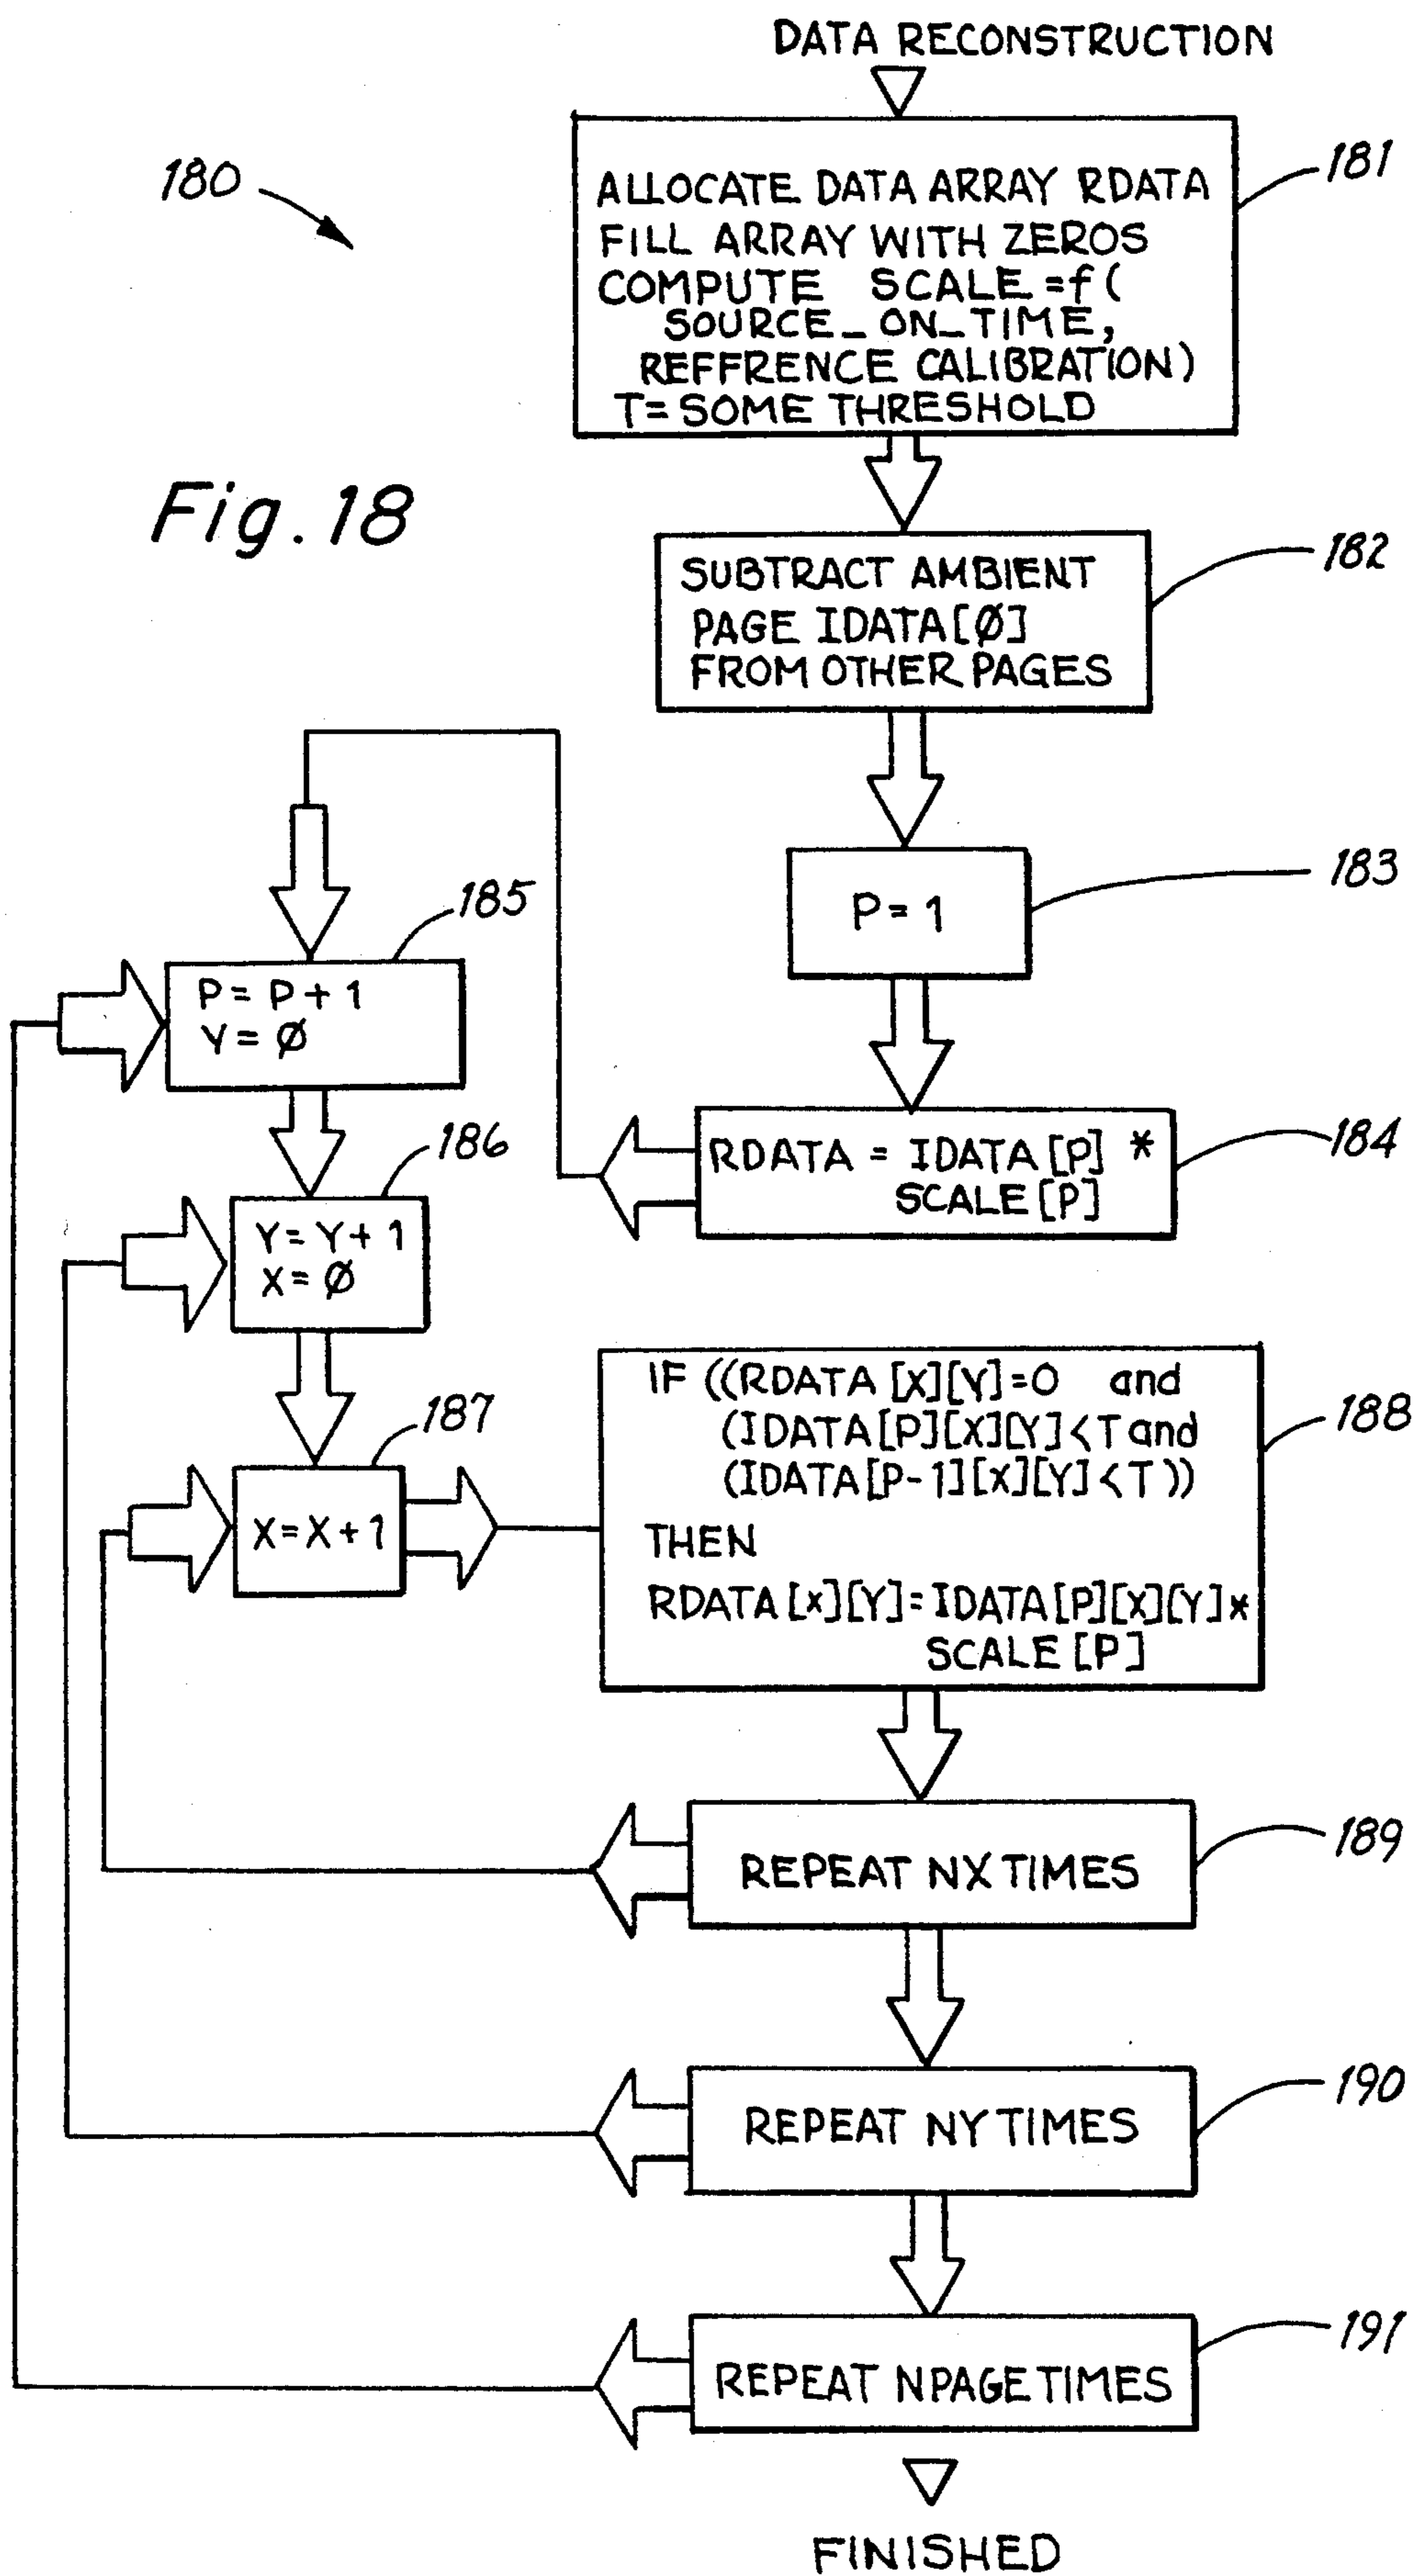 DATA RECONSTRUCTION
180
181
ALLOCATE DATA ARRAY RDATA
FILL ARRAY WITH ZEROS
COMPUTE SCALE=f(
SOURCE_ON_TIME,
REFFRENCE CALIBRATION)
T=SOME THRESHOLD
Fig. 18
182
SUBTRACT AMBIENT
PAGE IDATA[Ø]
FROM OTHER PAGES
183
P=1
184
RDATA = IDATA[P] *
SCALE[P]
185
P=P+1
Y=Ø
186
Y=Y+1
X=Ø
187
X=X+1
188
IF ((RDATA [X][Y]=0 and
(IDATA[P][X][Y]<T and
(IDATA[P-1][X][Y]<T))
THEN
RDATA[X][Y]=IDATA[P][X][Y]*
SCALE[P]
189
REPEAT NX TIMES
190
REPEAT NY TIMES
191
REPEAT NPAGE TIMES
FINISHED